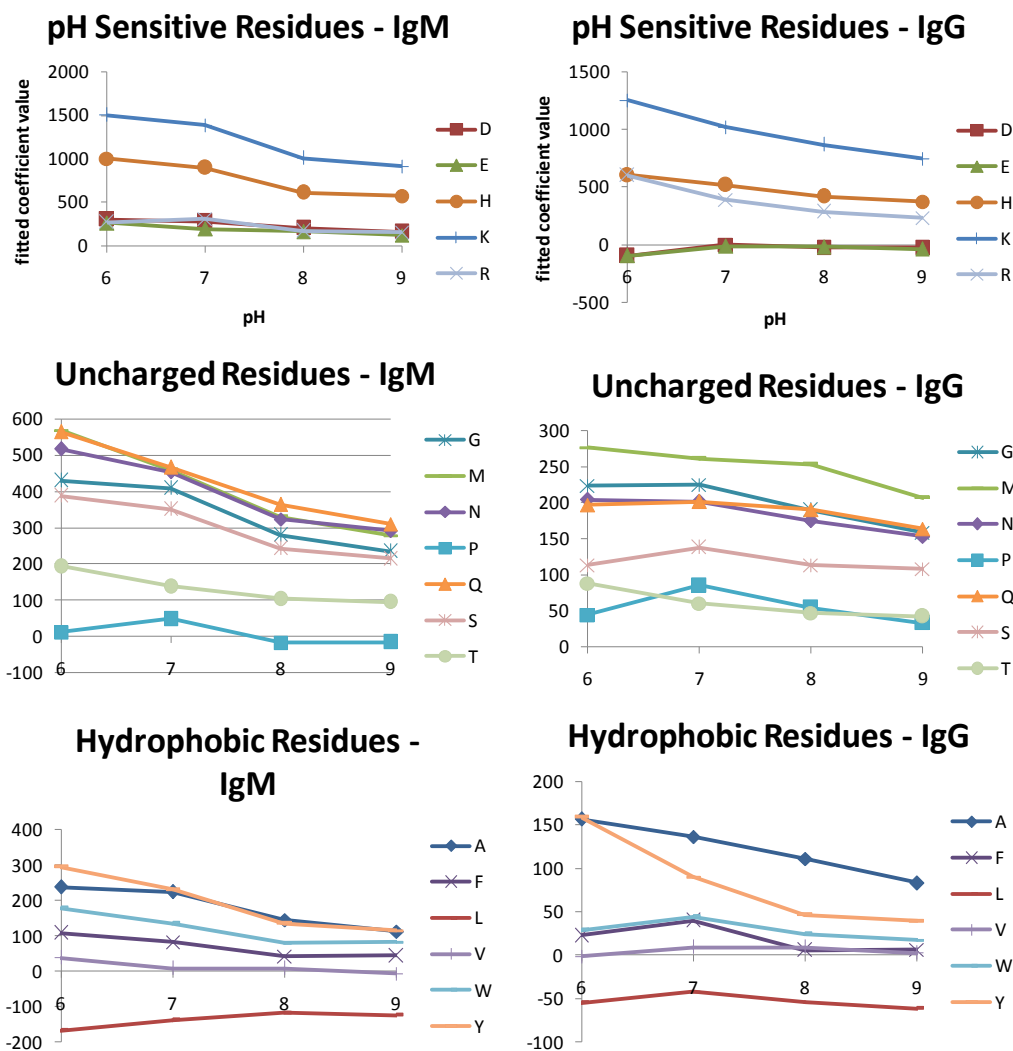 pH Sensitive Residues - IgM
fitted coefficient value
2000
1500
1000
500
0
6
7
8
9
pH
D
E
H
K
R
pH Sensitive Residues - IgG
fitted coefficient value
1500
1000
500
0
-500
6
7
8
9
pH
D
E
H
K
R
Uncharged Residues - IgM
600
500
400
300
200
100
0
-100
6
7
8
9
G
M
N
P
Q
S
T
Uncharged Residues - IgG
300
250
200
150
100
50
0
6
7
8
9
G
M
N
P
Q
S
T
Hydrophobic Residues -
IgM
400
300
200
100
0
-100
-200
6
7
8
9
A
F
L
V
W
Y
Hydrophobic Residues - IgG
200
150
100
50
0
-50
-100
6
7
8
9
A
F
L
V
W
Y